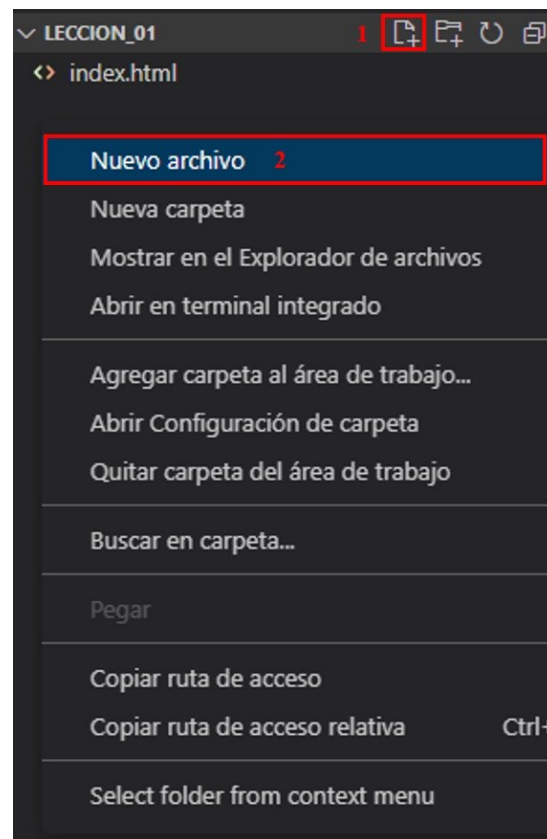 LECCION_01 1
index.html
Nuevo archivo 2
Nueva carpeta
Mostrar en el Explorador de archivos
Abrir en terminal integrado
Agregar carpeta al área de trabajo...
Abrir Configuración de carpeta
Quitar carpeta del área de trabajo
Buscar en carpeta...
Pegar
Copiar ruta de acceso
Copiar ruta de acceso relativa Ctrl+
Select folder from context menu